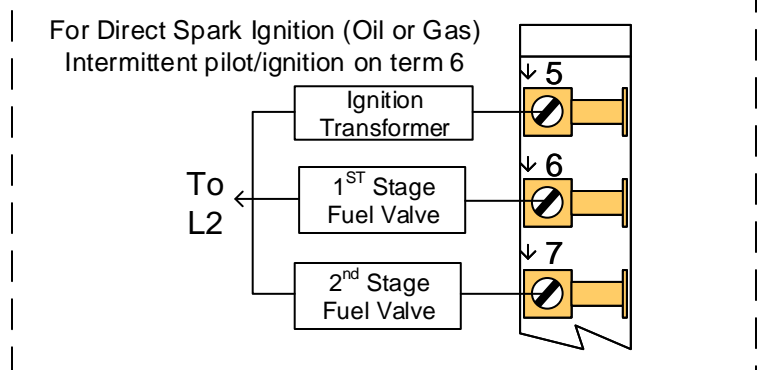 For Direct Spark Ignition (Oil or Gas)
Intermittent pilot/ignition on term 6
5
Ignition
Transformer
6
To
L2
1ST Stage
Fuel Valve
7
2nd Stage
Fuel Valve